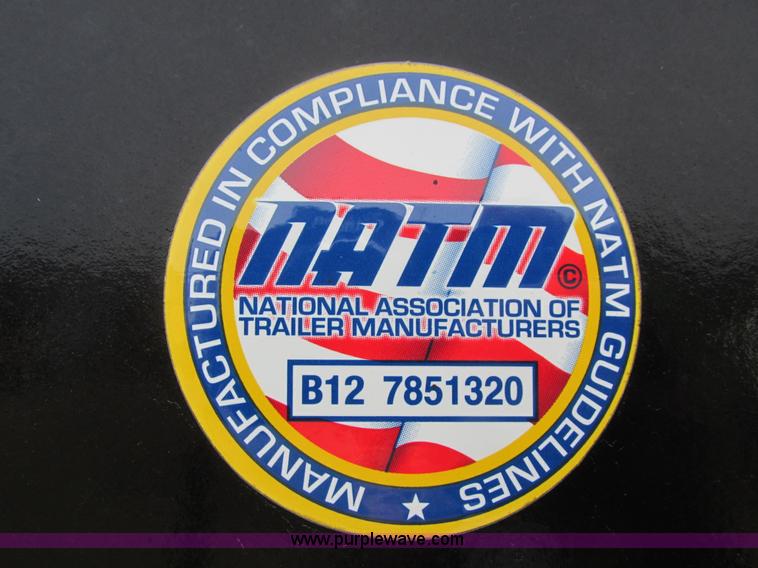 MANUFACTURED IN COMPLIANCE WITH NATM GUIDELINES
NATM ©
NATIONAL ASSOCIATION OF
TRAILER MANUFACTURERS
B12 7851320
www.purplewave.com